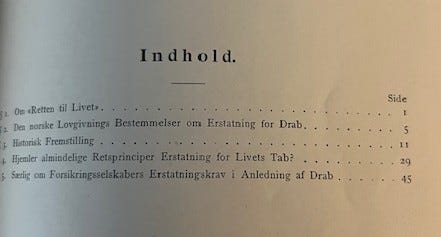 Indhold.
Side
§ 1. Om «Retten til Livet» . . . . . . . . . . . . . . . . . . . . . . 1
2. Den norske Lovgivnings Bestemmelser om Erstatning for Drab. . . . . . 5
3. Historisk Fremstilling . . . . . . . . . . . . . . . . . . . . . . 11
4. Hjemler almindelige Retsprinciper Erstatning for Livets Tab? . . . . . . . 29
5. Særlig om Forsikringsselskabers Erstatningskrav i Anledning af Drab . . . . . 45